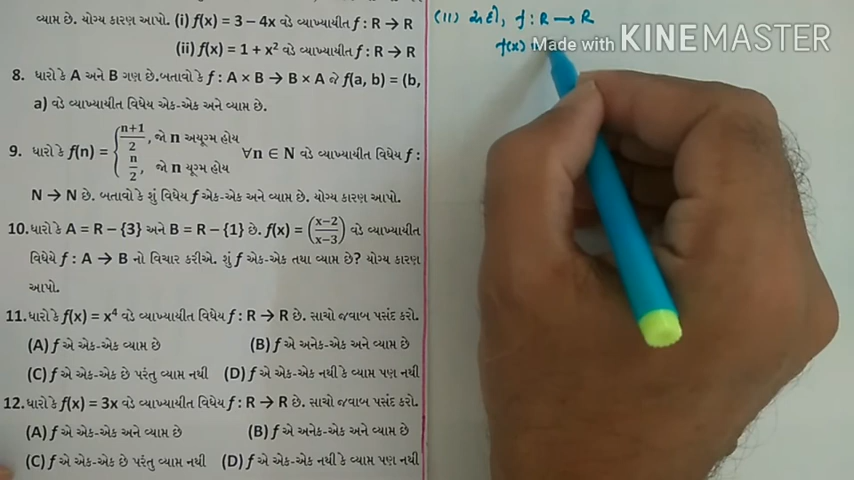 વ્યાપ્ત છે. યોગ્ય કારણ આપો. (i) f(x) = 3 – 4x વડે વ્યાખ્યાયીત f : R → R
(ii) f(x) = 1 + x² વડે વ્યાખ્યાયીત f : R → R
8. ધારો કે A અને B ગણ છે.બતાવો કે f : A × B → B × A જે f(a, b) = (b,
a) વડે વ્યાખ્યાયીત વિધેય એક-એક અને વ્યાપ્ત છે.
9. ધારો કે f(n) = { n+1/2 , જો n અયૂગ્મ હોય
n/2 , જો n યૂગ્મ હોય ∀n ∈ N વડે વ્યાખ્યાયીત વિધેય f :
N → N છે. બતાવો કે શું વિધેય f એક-એક અને વ્યાપ્ત છે. યોગ્ય કારણ આપો.
10. ધારો કે A = R – {3} અને B = R – {1} છે. f(x) = (x–2/x–3) વડે વ્યાખ્યાયીત
વિધેયે f : A → B નો વિચાર કરીએ. શું f એક-એક તથા વ્યાપ્ત છે? યોગ્ય કારણ
આપો.
11. ધારો કે f(x) = x⁴ વડે વ્યાખ્યાયીત વિધેય f : R → R છે. સાચો જવાબ પસંદ કરો.
(A) f એ એક-એક વ્યાપ્ત છે (B) f એ અનેક-એક અને વ્યાપ્ત છે
(C) f એ એક-એક છે પરંતુ વ્યાપ્ત નથી (D) f એ એક-એક નથી કે વ્યાપ્ત પણ નથી
12. ધારો કે f(x) = 3x વડે વ્યાખ્યાયીત વિધેય f : R → R છે. સાચો જવાબ પસંદ કરો.
(A) f એ એક-એક અને વ્યાપ્ત છે (B) f એ અનેક-એક અને વ્યાપ્ત છે
(C) f એ એક-એક છે પરંતુ વ્યાપ્ત નથી (D) f એ એક-એક નથી કે વ્યાપ્ત પણ નથી
(ii) અહીં, f : R → R
f(x)
Made with KINEMASTER